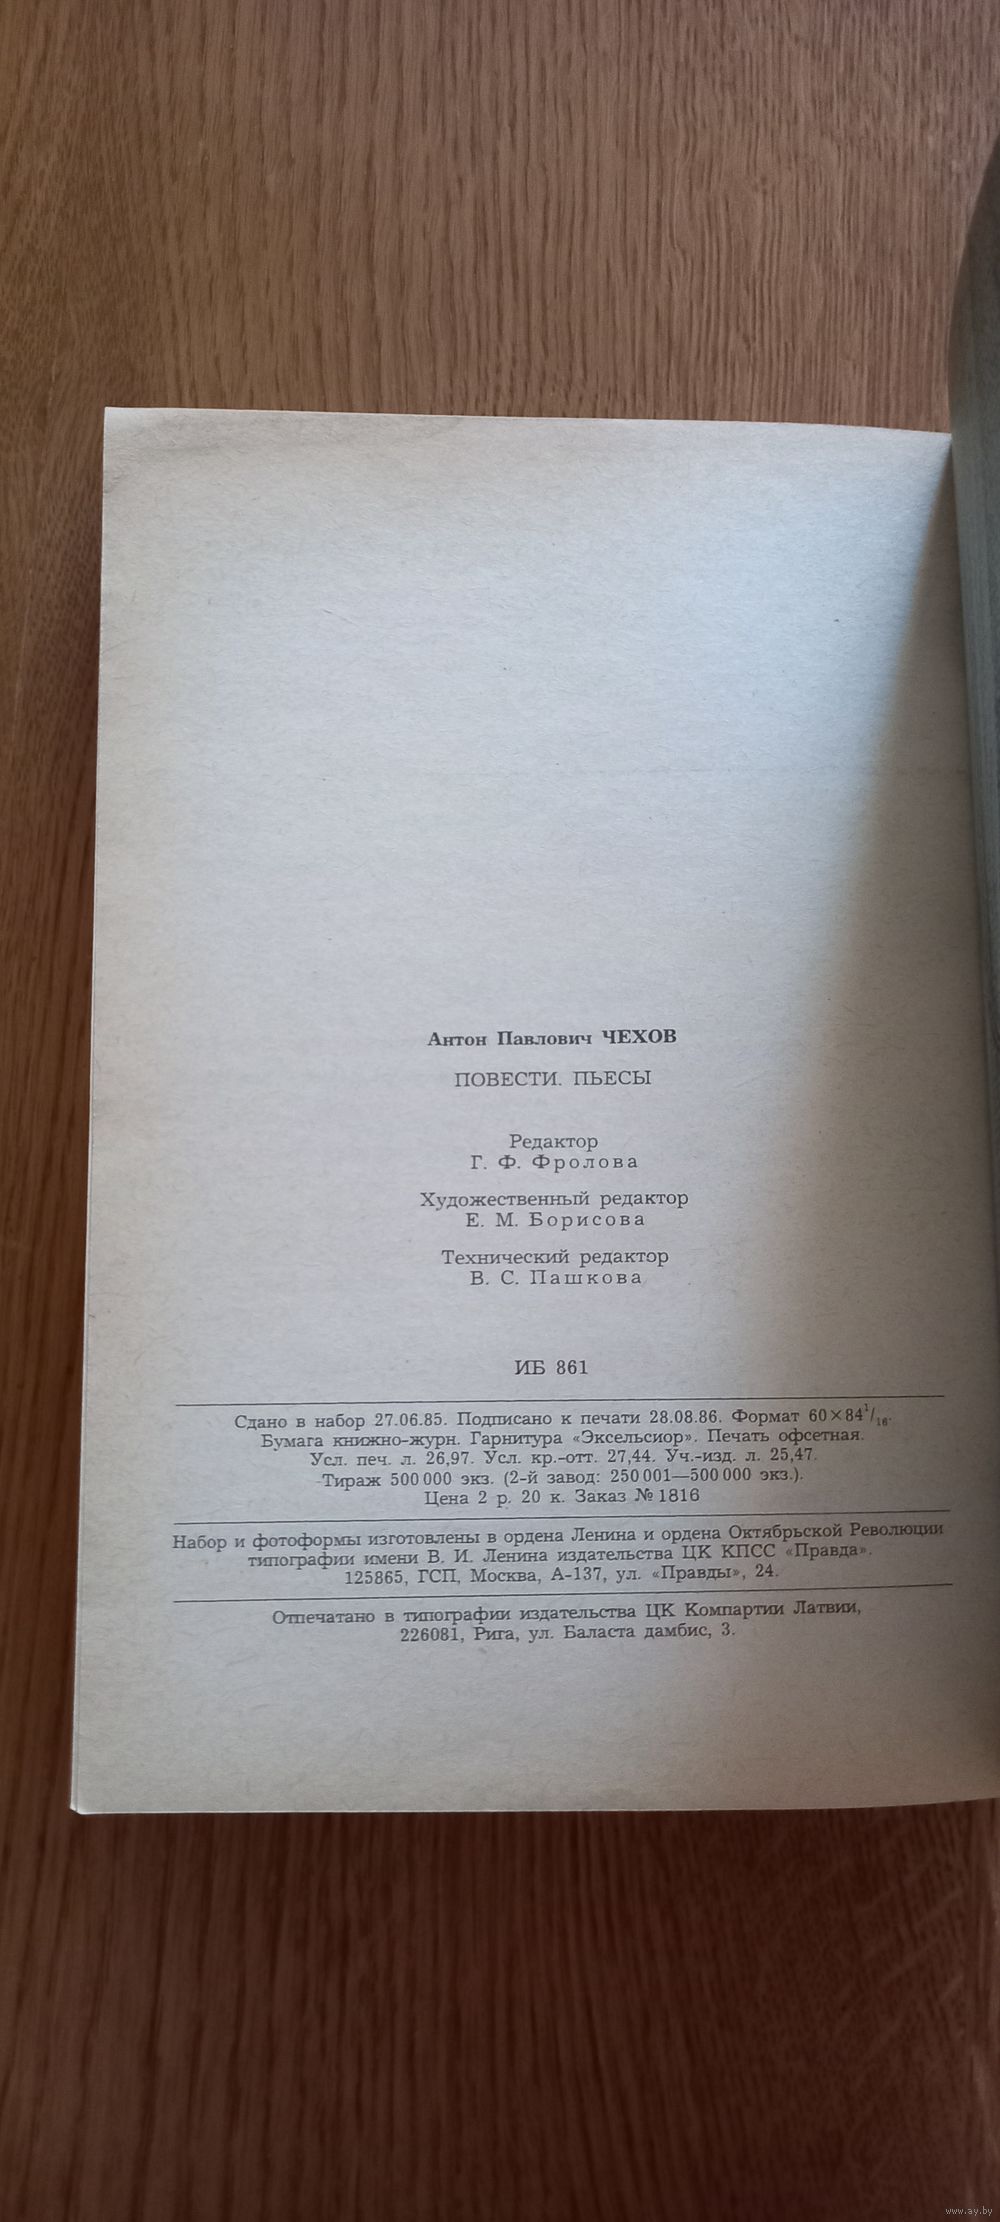 Антон Павлович ЧЕХОВ
ПОВЕСТИ. ПЬЕСЫ
Редактор
Г. Ф. Фролова
Художественный редактор
Е. М. Борисова
Технический редактор
В. С. Пашкова
ИБ 861
Сдано в набор 27.06.85. Подписано к печати 28.08.86. Формат 60×84¹/₁₆.
Бумага книжно-журн. Гарнитура «Эксельсиор». Печать офсетная.
Усл. печ. л. 26,97. Усл. кр.-отт. 27,44. Уч.-изд. л. 25,47.
Тираж 500 000 экз. (2-й завод: 250 001—500 000 экз.).
Цена 2 р. 20 к. Заказ № 1816
Набор и фотоформы изготовлены в ордена Ленина и ордена Октябрьской Революции
типографии имени В. И. Ленина издательства ЦК КПСС «Правда».
125865, ГСП, Москва, А-137, ул. «Правды», 24.
Отпечатано в типографии издательства ЦК Компартии Латвии,
226081, Рига, ул. Баласта дамбис, 3.
www.ay.by